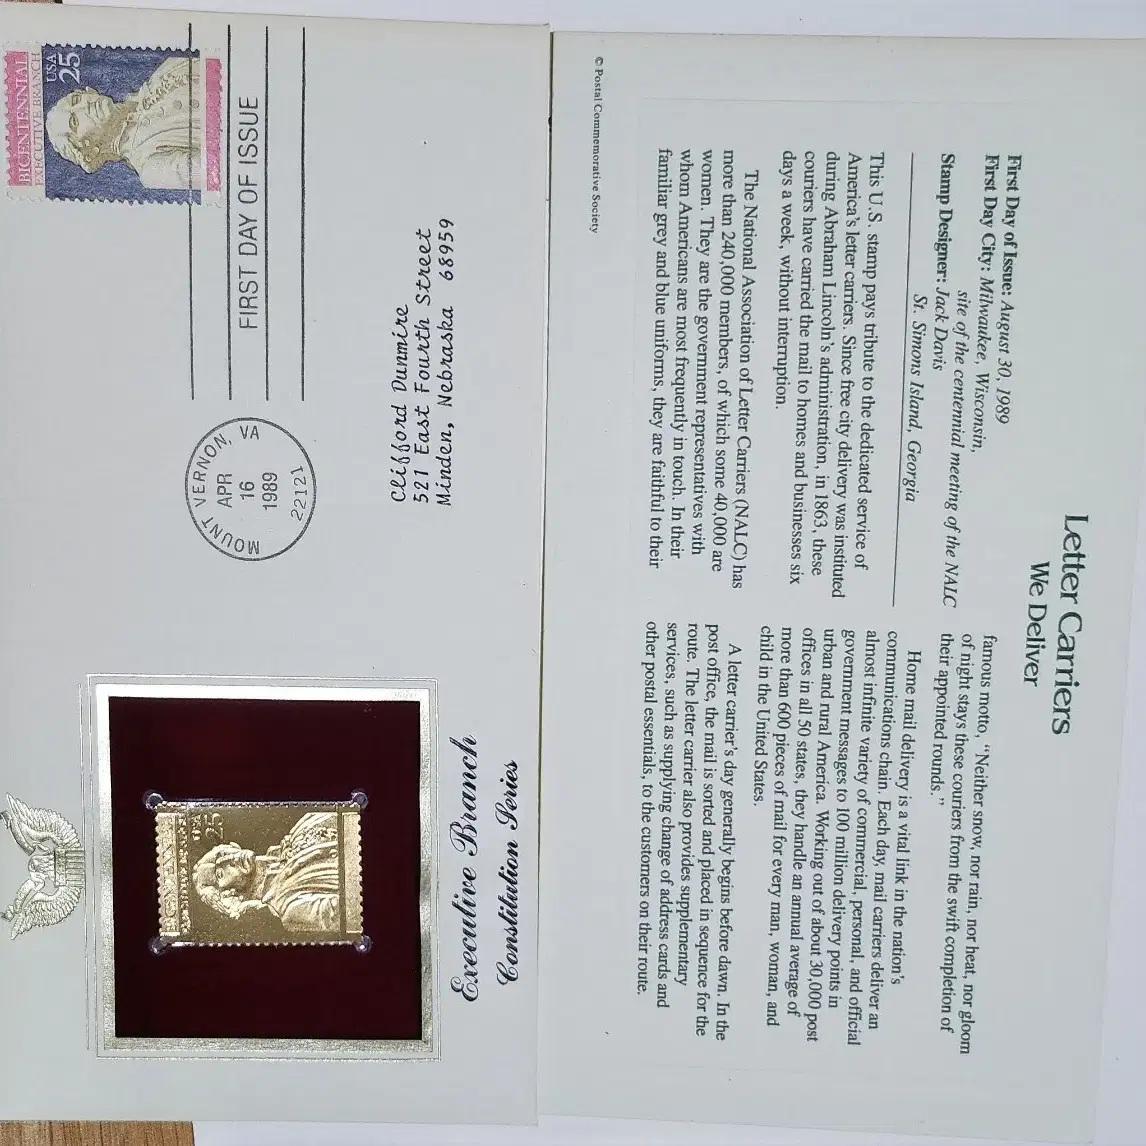 BICENTENNIAL
EXECUTIVE BRANCH
USA
25
FIRST DAY OF ISSUE
MOUNT VERNON, VA
APR
16
1989
22121
Clifford Dunmire
521 East Fourth Street
Minden, Nebraska 68959
USA
25
Executive Branch
Constitution Series
Letter Carriers
We Deliver
First Day of Issue: August 30, 1989
First Day City: Milwaukee, Wisconsin,
site of the centennial meeting of the NALC
Stamp Designer: Jack Davis
St. Simons Island, Georgia
This U.S. stamp pays tribute to the dedicated service of
America's letter carriers. Since free city delivery was instituted
during Abraham Lincoln's administration, in 1863, these
couriers have carried the mail to homes and businesses six
days a week, without interruption.
The National Association of Letter Carriers (NALC) has
more than 240,000 members, of which some 40,000 are
women. They are the government representatives with
whom Americans are most frequently in touch. In their
familiar grey and blue uniforms, they are faithful to their
famous motto, "Neither snow, nor rain, nor heat, nor gloom
of night stays these couriers from the swift completion of
their appointed rounds."
Home mail delivery is a vital link in the nation's
communications chain. Each day, mail carriers deliver an
almost infinite variety of commercial, personal, and official
government messages to 100 million delivery points in
urban and rural America. Working out of about 30,000 post
offices in all 50 states, they handle an annual average of
more than 600 pieces of mail for every man, woman, and
child in the United States.
A letter carrier's day generally begins before dawn. In the
post office, the mail is sorted and placed in sequence for the
route. The letter carrier also provides supplementary
services, such as supplying change of address cards and
other postal essentials, to the customers on their route.
© Postal Commemorative Society